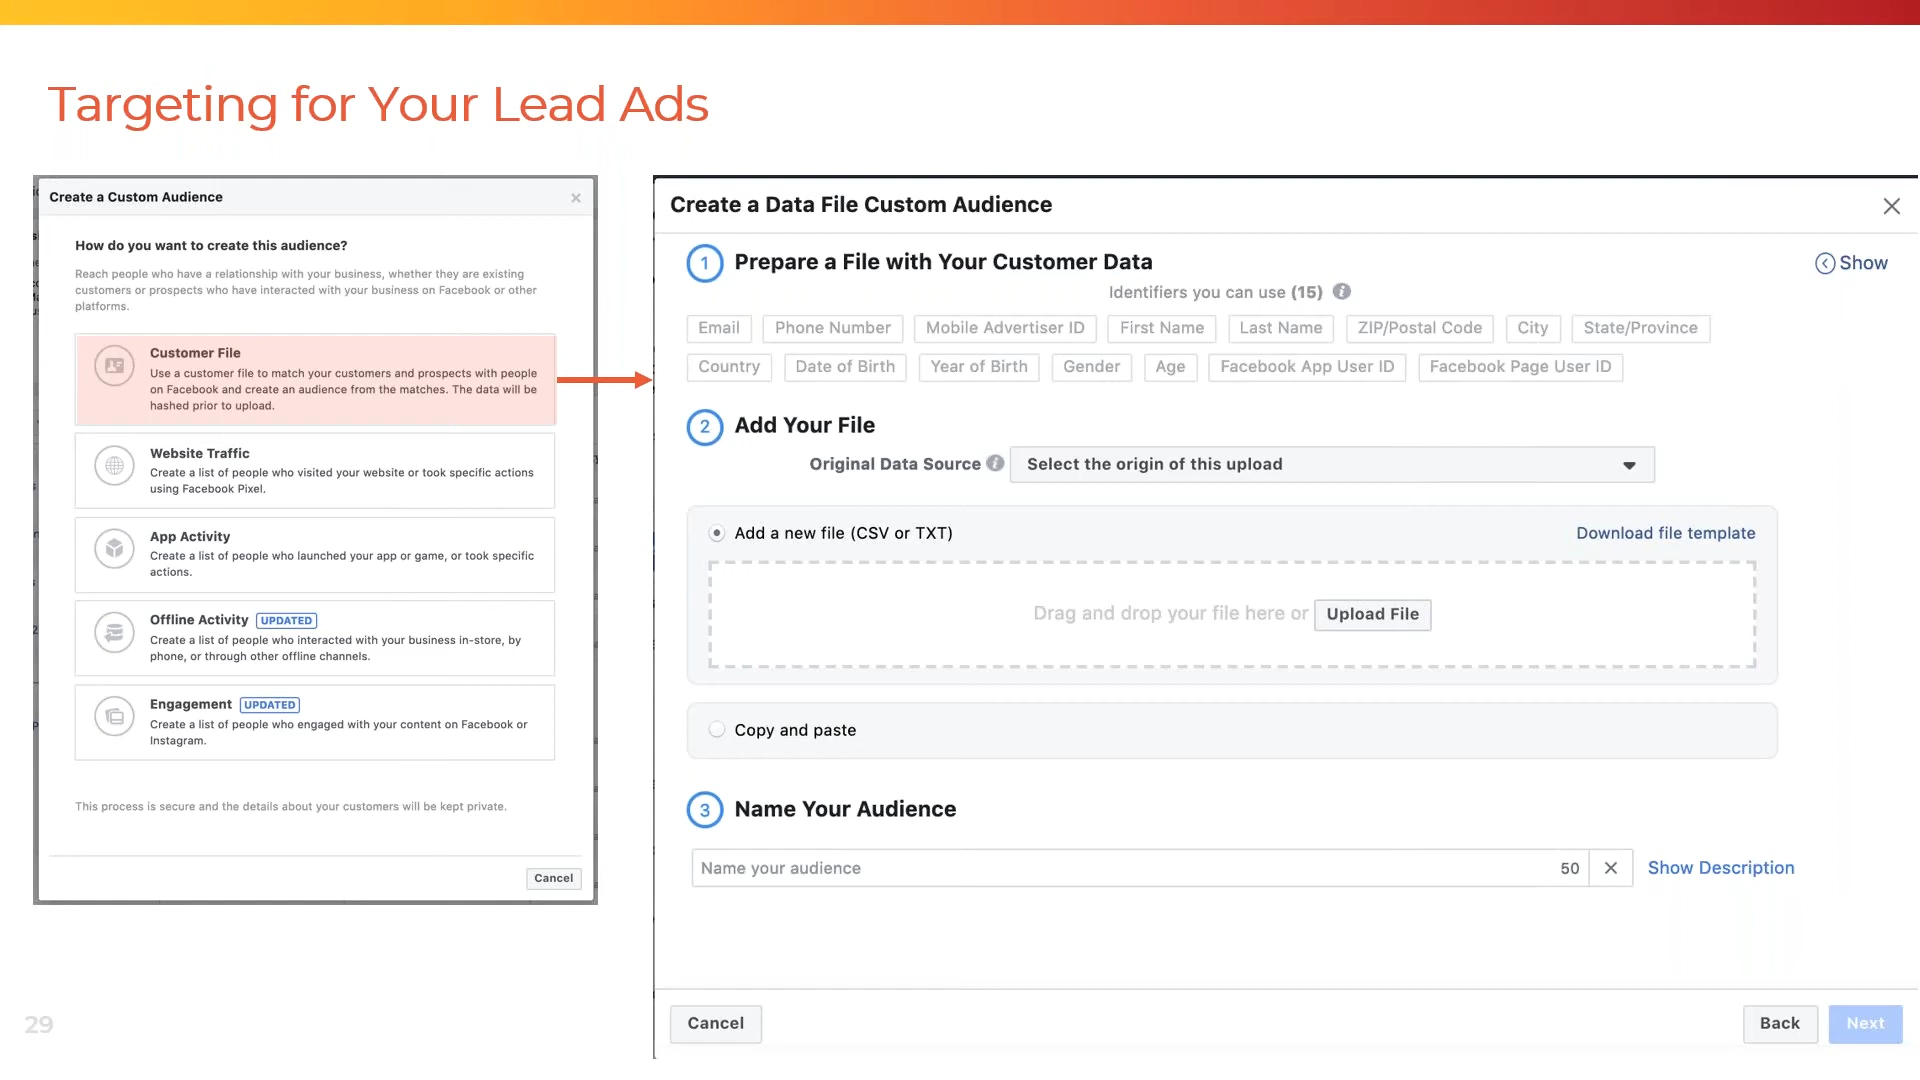 Targeting for Your Lead Ads
Create a Custom Audience
How do you want to create this audience?
Reach people who have a relationship with your business, whether they are existing
customers or prospects who have interacted with your business on Facebook or other
platforms.
Customer File
Use a customer file to match your customers and prospects with people
on Facebook and create an audience from the matches. The data will be
hashed prior to upload.
Website Traffic
Create a list of people who visited your website or took specific actions
using Facebook Pixel.
App Activity
Create a list of people who launched your app or game, or took specific
actions.
Offline Activity UPDATED
Create a list of people who interacted with your business in-store, by
phone, or through other offline channels.
Engagement UPDATED
Create a list of people who engaged with your content on Facebook or
Instagram.
This process is secure and the details about your customers will be kept private.
Cancel
Create a Data File Custom Audience
1 Prepare a File with Your Customer Data
Show
Identifiers you can use (15)
Email Phone Number Mobile Advertiser ID First Name Last Name ZIP/Postal Code City State/Province
Country Date of Birth Year of Birth Gender Age Facebook App User ID Facebook Page User ID
2 Add Your File
Original Data Source Select the origin of this upload
Add a new file (CSV or TXT) Download file template
Drag and drop your file here or Upload File
Copy and paste
3 Name Your Audience
Name your audience 50 Show Description
Cancel Back Next
29